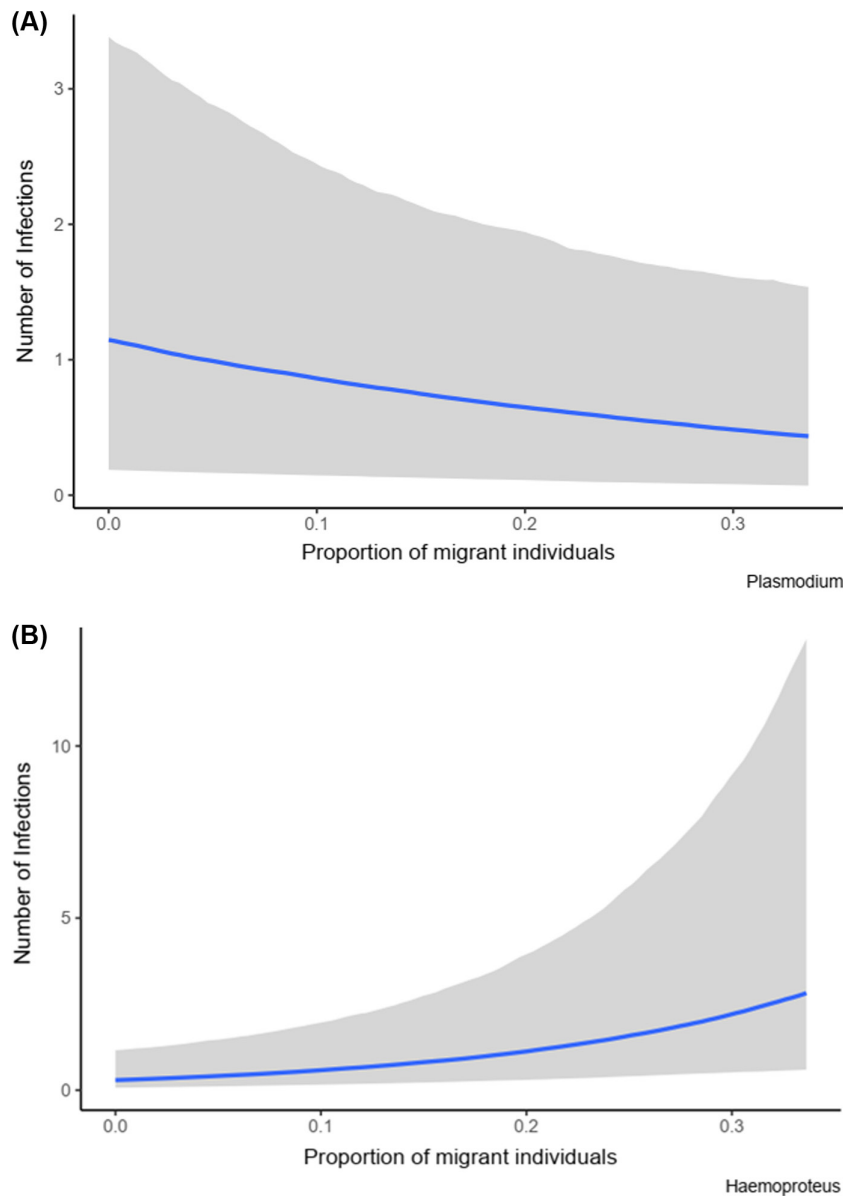 (A)
3
2
1
0
Number of Infections
0.0 0.1 0.2 0.3
Proportion of migrant individuals
Plasmodium
(B)
10
5
0
Number of Infections
0.0 0.1 0.2 0.3
Proportion of migrant individuals
Haemoproteus